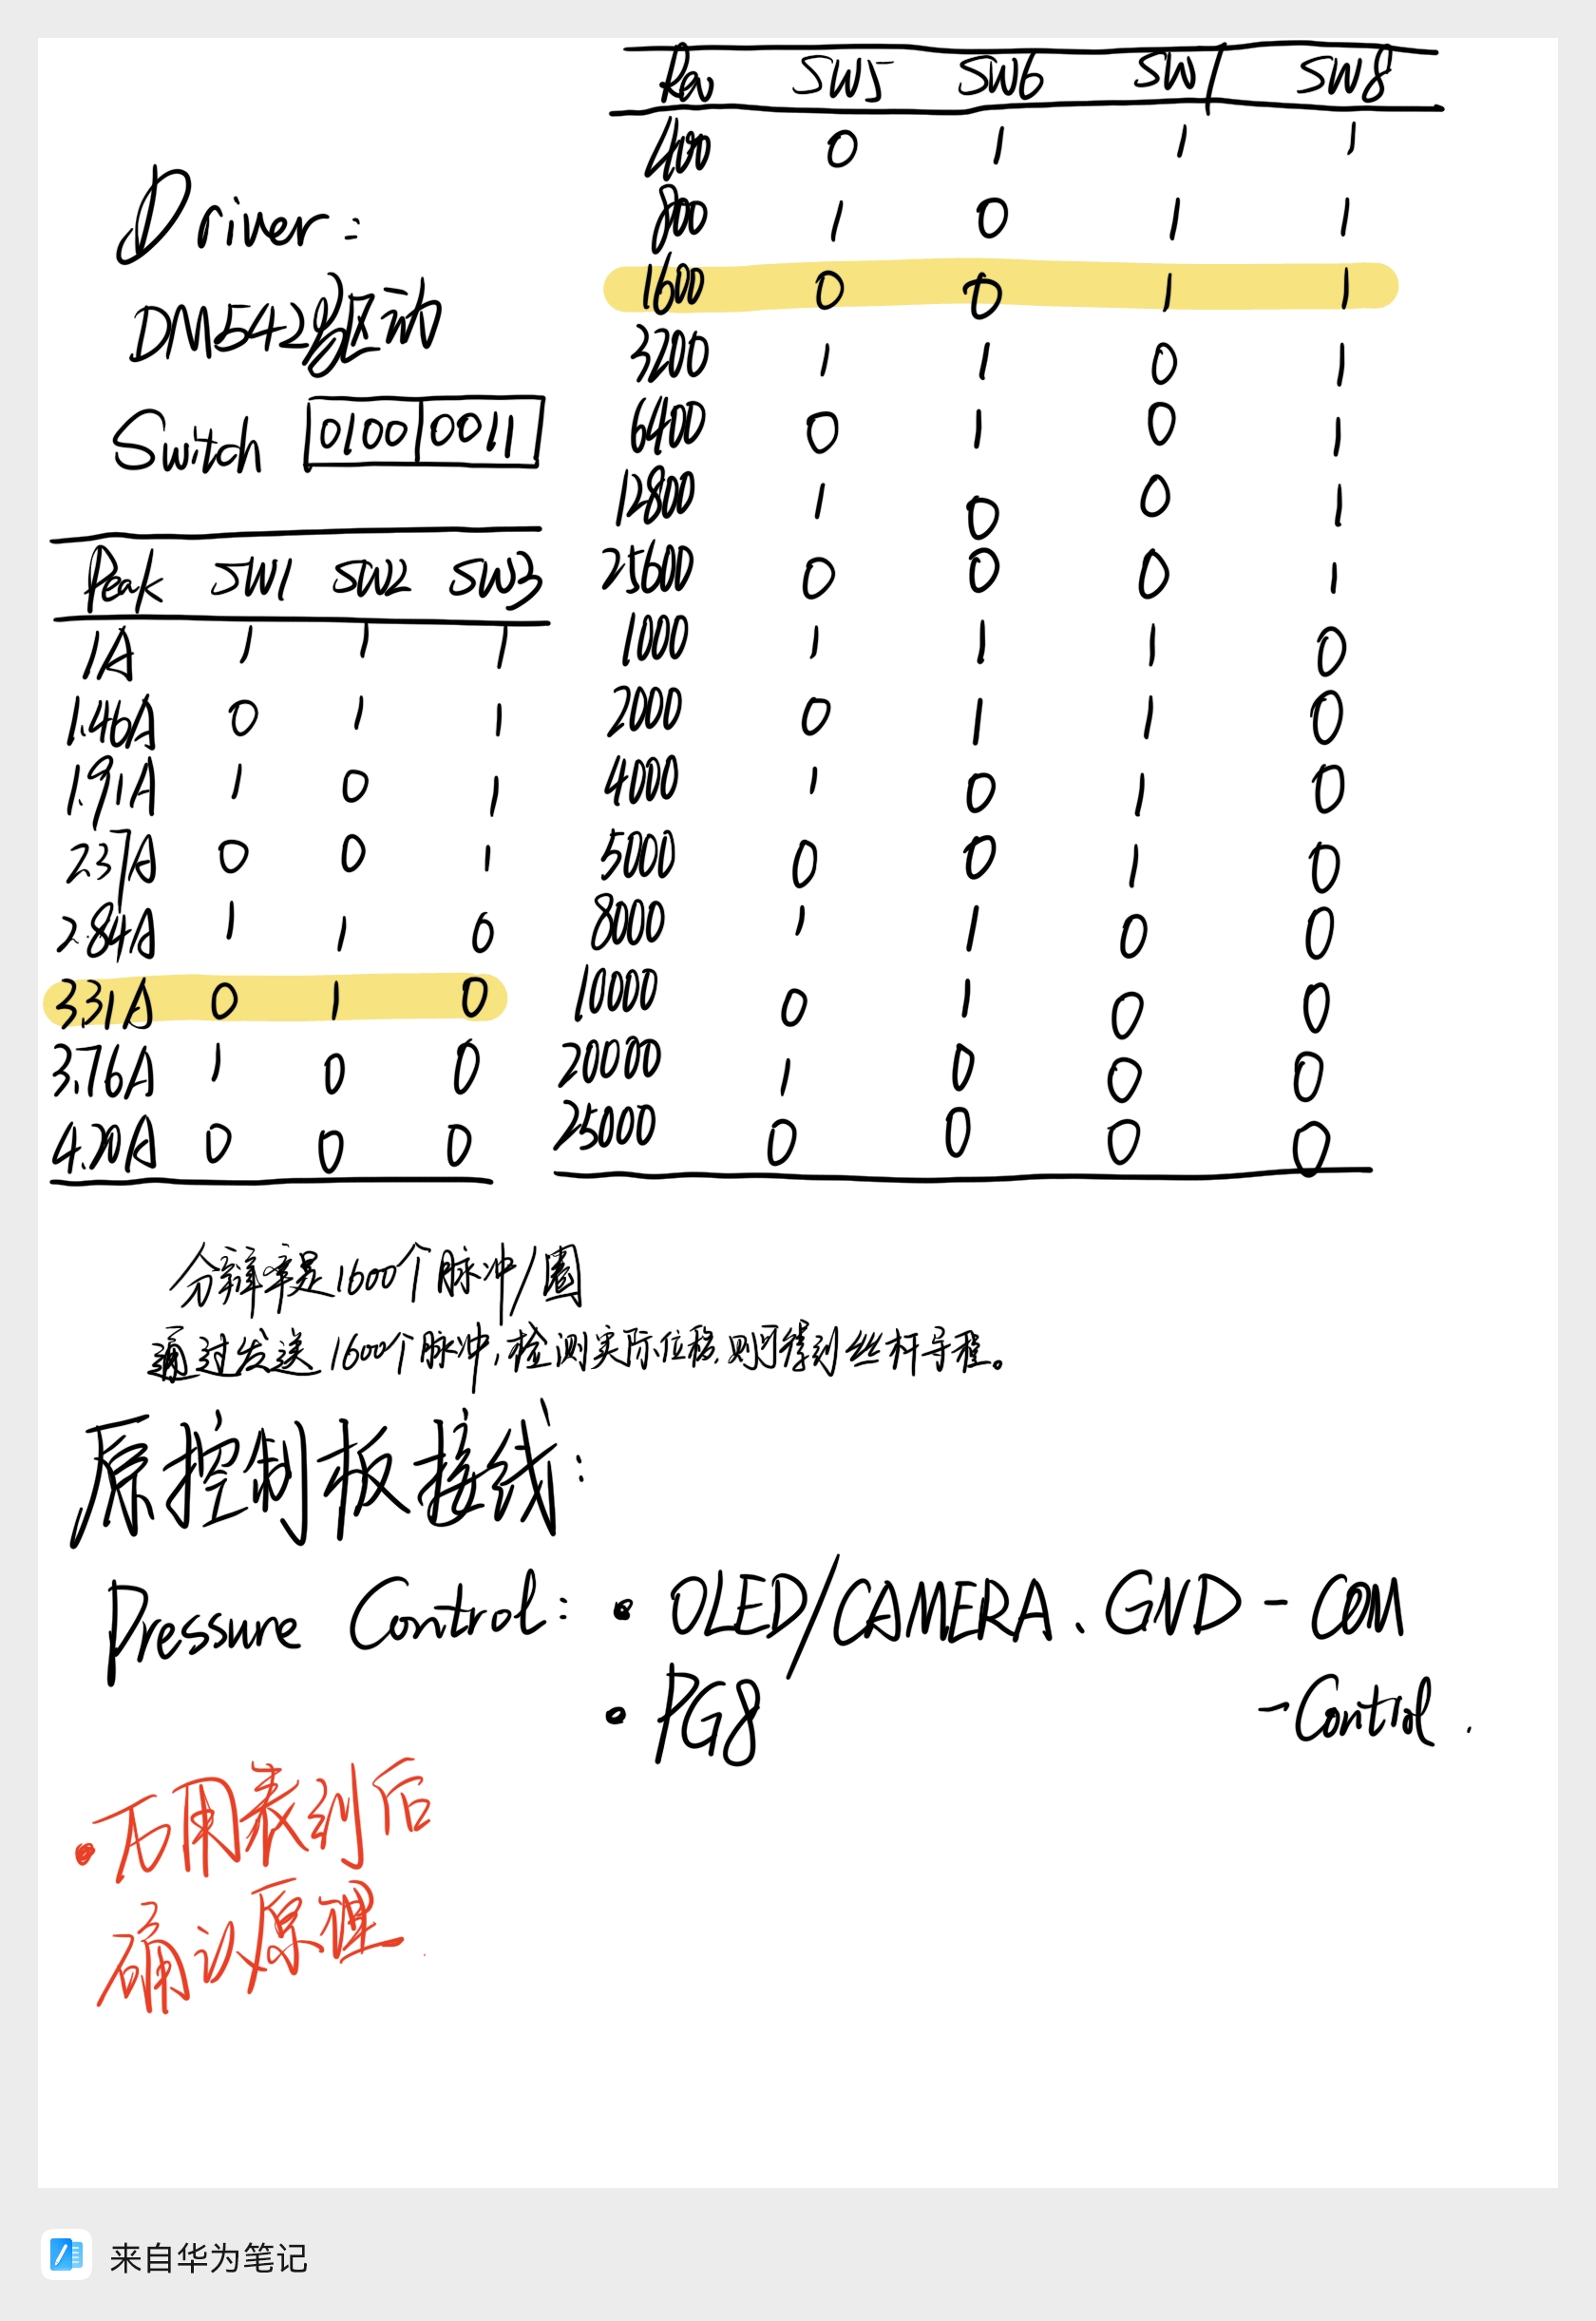 Driver:
DM542驱动
Switch 0100 0011
Peak SW1 SW2 SW3
1A 1 1 1
1.46A 0 1 1
1.91A 1 0 1
2.37A 0 0 1
2.84A 1 1 0
3.31A 0 1 0
3.76A 1 0 0
4.20A 0 0 0
Rev SW5 SW6 SW7 SW8
400 0 1 1 1
800 1 0 1 1
1600 0 0 1 1
3200 1 1 0 1
6400 0 1 0 1
12800 1 0 0 1
25600 0 0 0 1
1000 1 1 1 0
2000 0 1 1 0
4000 1 0 1 0
5000 0 0 1 0
8000 1 1 0 0
10000 0 1 0 0
20000 1 0 0 0
25000 0 0 0 0
分辨率是1600个脉冲/圈
通过发送1600个脉冲,检测实际位移,则可得到丝杆导程。
原控制板接线:
Pressure Control: • OLED/CAMERA、GND - COM
• PG8 - Control.
• 万用表到后
确认原理
来自华为笔记